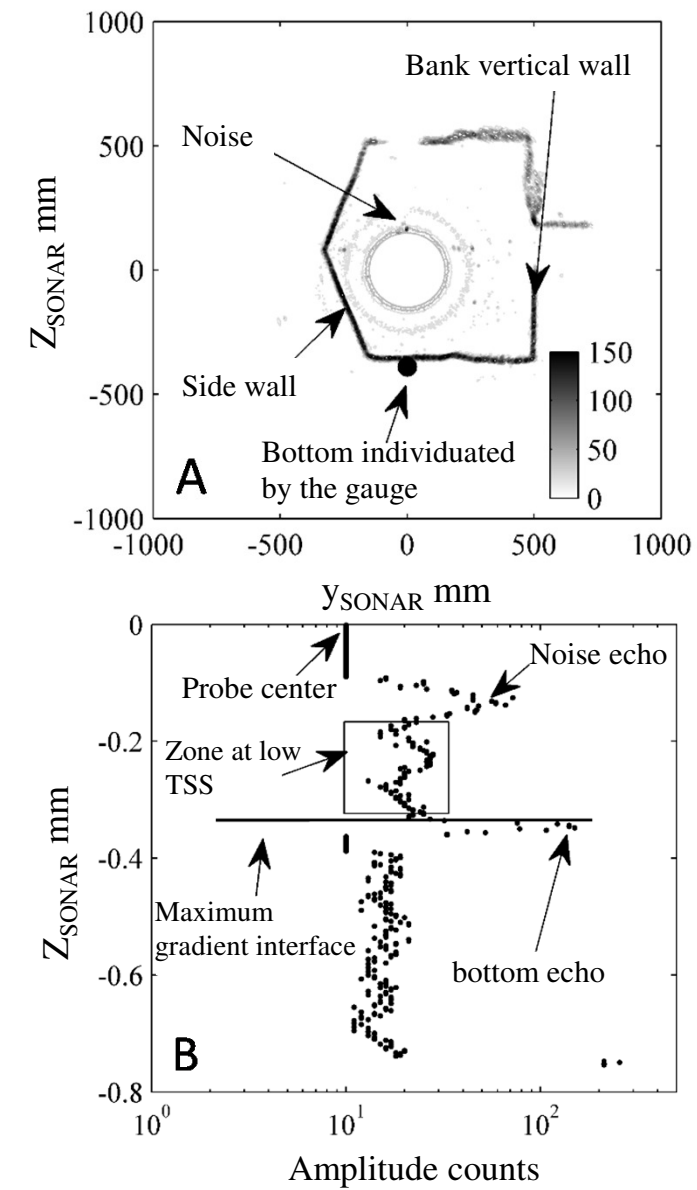 1000
Bank vertical wall
Noise
500
Z_SONAR mm
0
Side wall
150
100
-500
Bottom individuated
50
by the gauge
A
0
-1000
-1000 -500 0 500 1000
y_SONAR mm
0
Noise echo
Probe center
-0.2
Zone at low
TSS
Z_SONAR mm
-0.4
Maximum
gradient interface
bottom echo
-0.6
B
-0.8
10^0 10^1 10^2
Amplitude counts